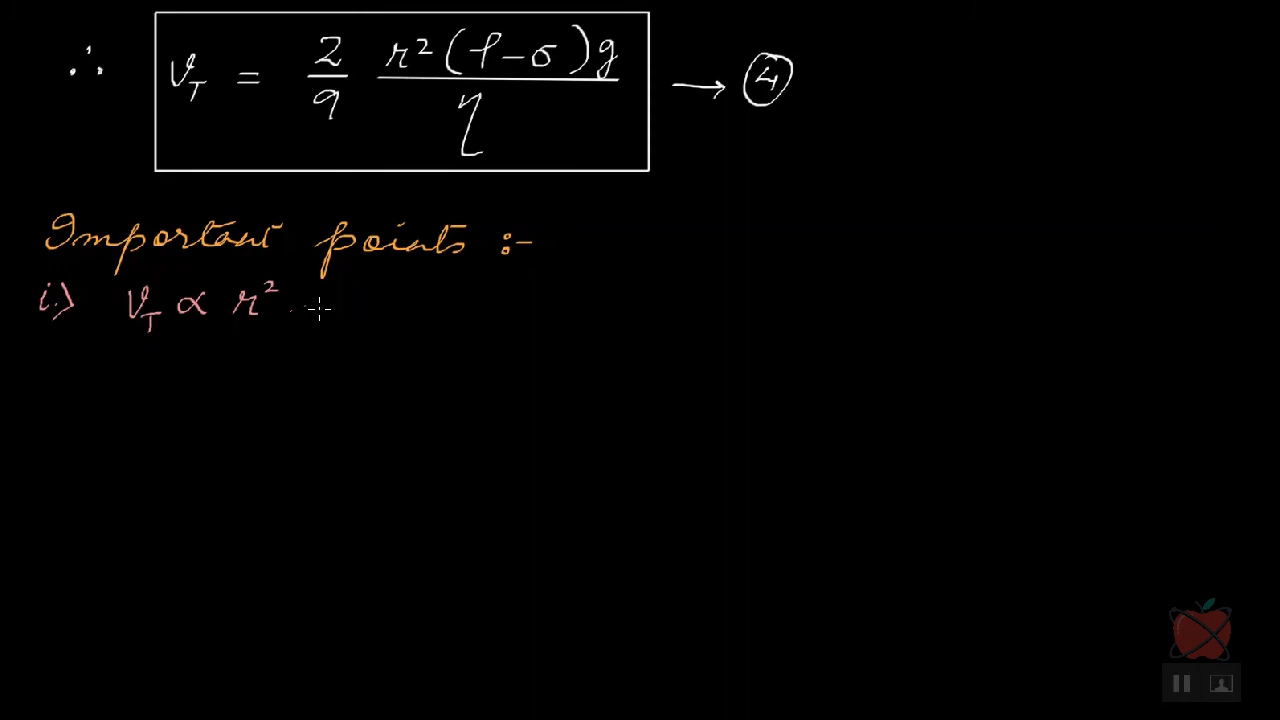 ∴ v_T = 2/9 r²(ρ-σ)g/η → ④
Important points :-
i.) v_T ∝ r²